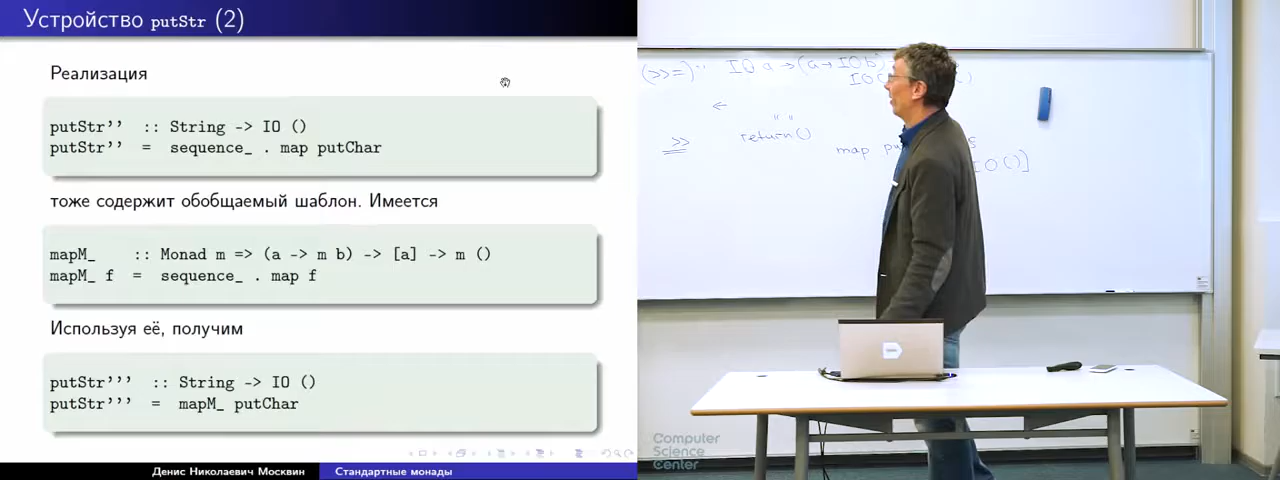 Устройство putStr (2)
Реализация
putStr’’ :: String -> IO ()
putStr’’ = sequence_ . map putChar
тоже содержит обобщаемый шаблон. Имеется
mapM_ :: Monad m => (a -> m b) -> [a] -> m ()
mapM_ f = sequence_ . map f
Используя её, получим
putStr’’’ :: String -> IO ()
putStr’’’ = mapM_ putChar
Денис Николаевич Москвин
Стандартные монады
(>>=) :: IO a → (a → IO b)
←
>>
return ()
map
IO ()]
Computer
Science
Center